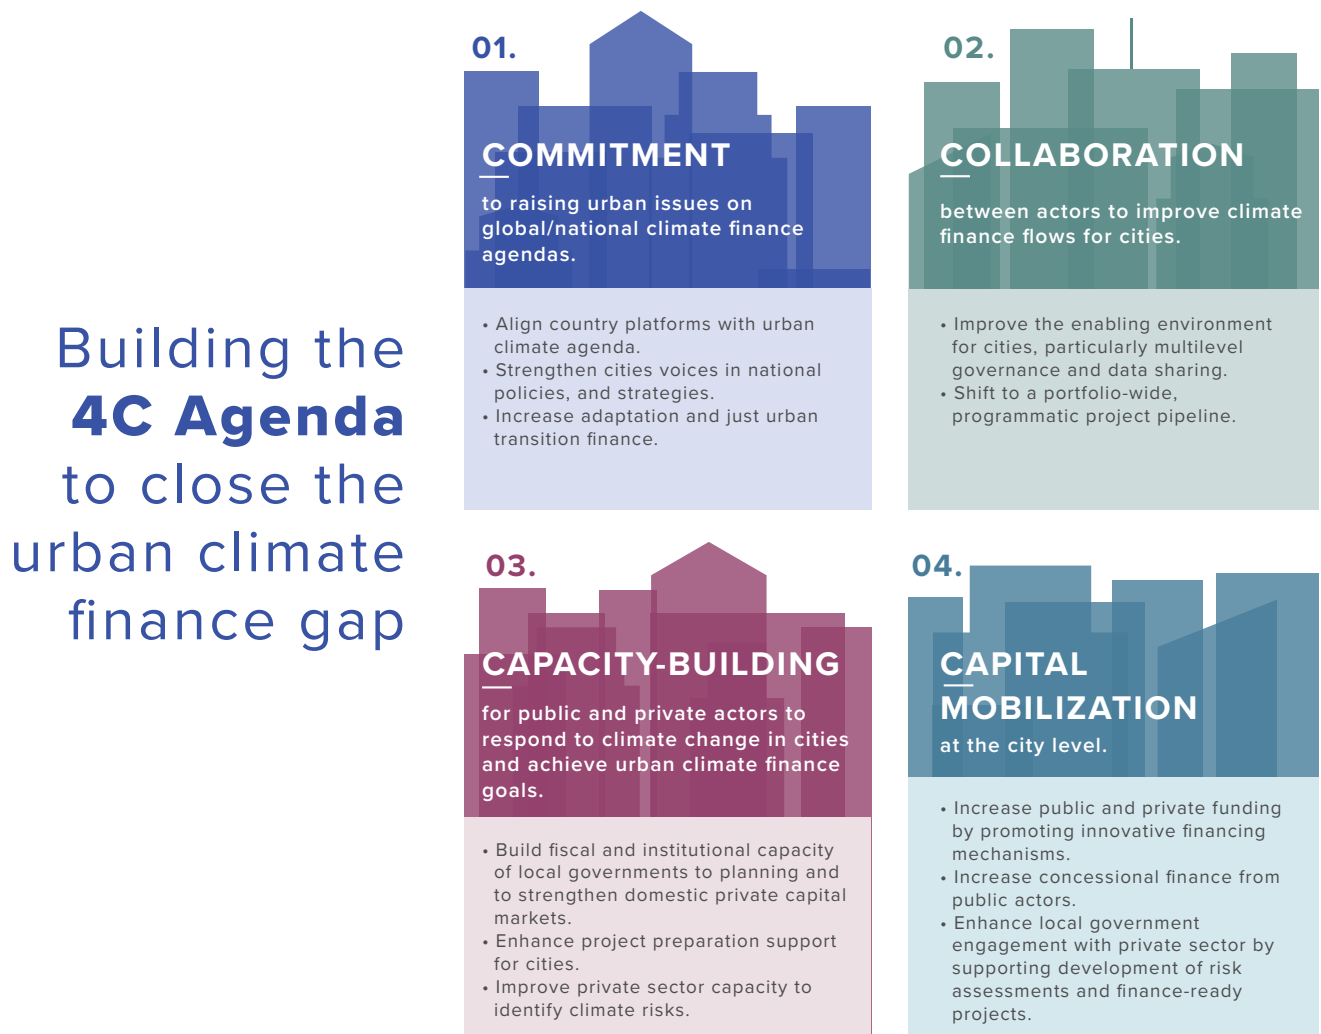 Building the
4C Agenda
to close the
urban climate
finance gap
01.
COMMITMENT
to raising urban issues on
global/national climate finance
agendas.
• Align country platforms with urban
climate agenda.
• Strengthen cities voices in national
policies, and strategies.
• Increase adaptation and just urban
transition finance.
02.
COLLABORATION
between actors to improve climate
finance flows for cities.
• Improve the enabling environment
for cities, particularly multilevel
governance and data sharing.
• Shift to a portfolio-wide,
programmatic project pipeline.
03.
CAPACITY-BUILDING
for public and private actors to
respond to climate change in cities
and achieve urban climate finance
goals.
• Build fiscal and institutional capacity
of local governments to planning and
to strengthen domestic private capital
markets.
• Enhance project preparation support
for cities.
• Improve private sector capacity to
identify climate risks.
04.
CAPITAL
MOBILIZATION
at the city level.
• Increase public and private funding
by promoting innovative financing
mechanisms.
• Increase concessional finance from
public actors.
• Enhance local government
engagement with private sector by
supporting development of risk
assessments and finance-ready
projects.